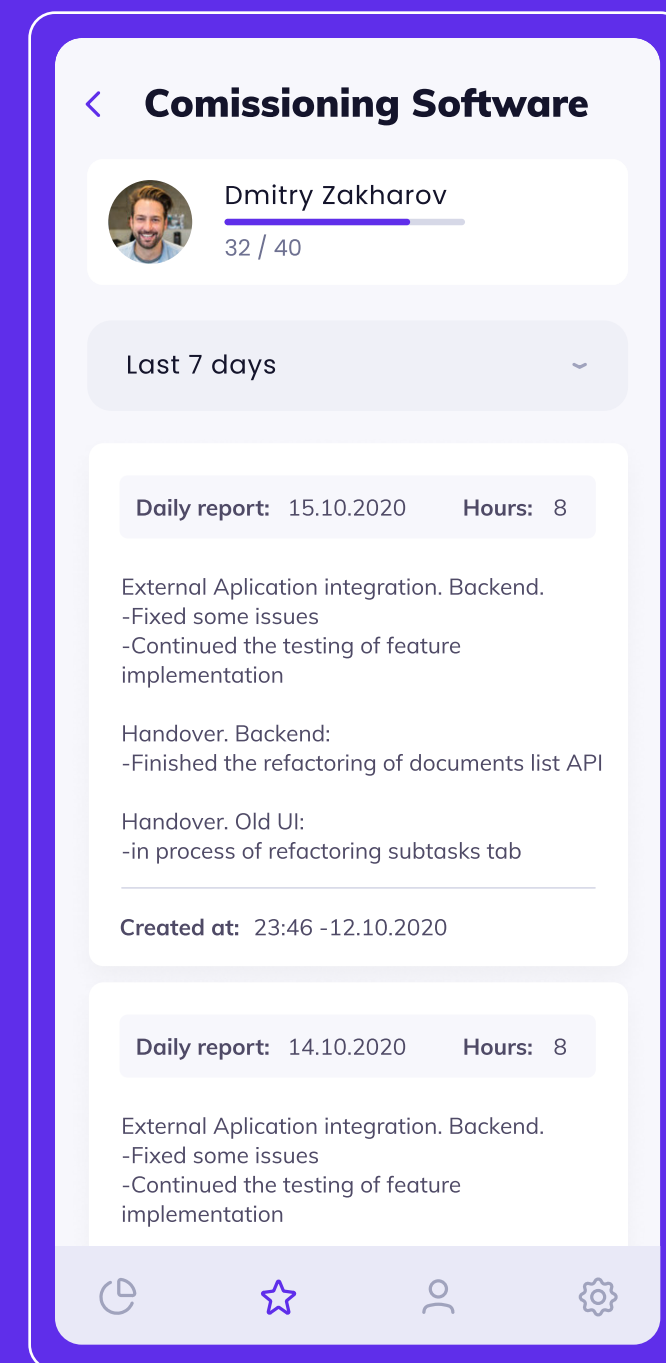 Comissioning Software
Dmitry Zakharov
32 / 40
Last 7 days
Daily report: 15.10.2020 Hours: 8
External Aplication integration. Backend.
-Fixed some issues
-Continued the testing of feature
implementation
Handover. Backend:
-Finished the refactoring of documents list API
Handover. Old UI:
-in process of refactoring subtasks tab
Created at: 23:46 -12.10.2020
Daily report: 14.10.2020 Hours: 8
External Aplication integration. Backend.
-Fixed some issues
-Continued the testing of feature
implementation